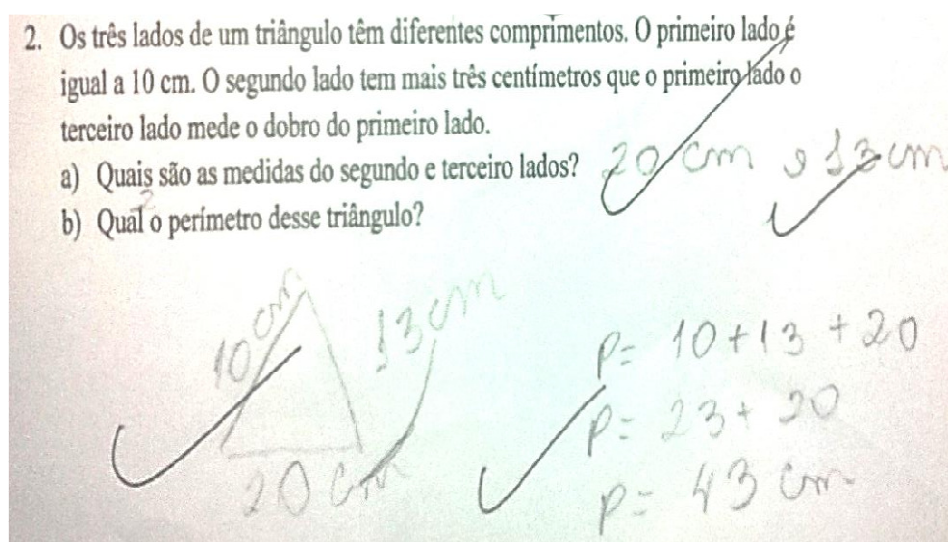 2. Os três lados de um triângulo têm diferentes comprimentos. O primeiro lado é
igual a 10 cm. O segundo lado tem mais três centímetros que o primeiro lado o
terceiro lado mede o dobro do primeiro lado.
a) Quais são as medidas do segundo e terceiro lados? 20 cm e 13 cm
b) Qual o perímetro desse triângulo?
10 cm
13 cm
20 cm
P= 10+13+20
P= 23+20
P= 43 cm